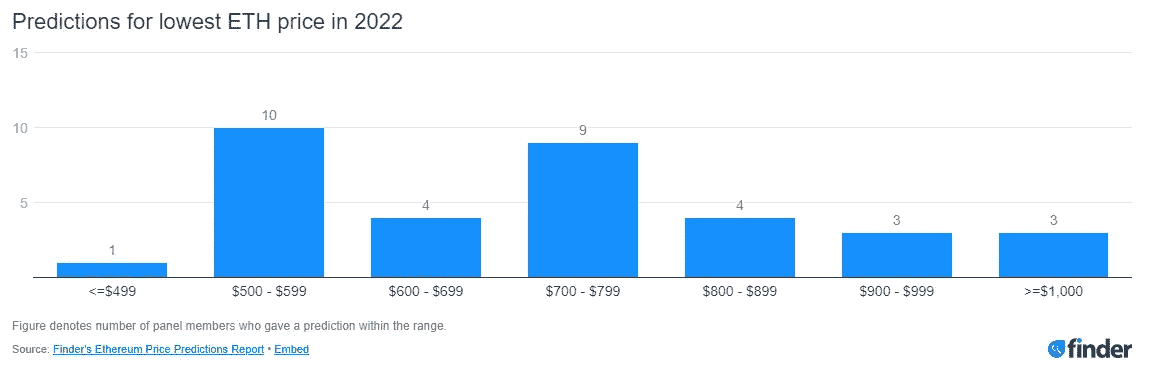 Predictions for lowest ETH price in 2022
15
10
5
1
10
4
9
4
3
3
<=$499
$500 - $599
$600 - $699
$700 - $799
$800 - $899
$900 - $999
>=$1,000
Figure denotes number of panel members who gave a prediction within the range.
Source: Finder's Ethereum Price Predictions Report • Embed
finder